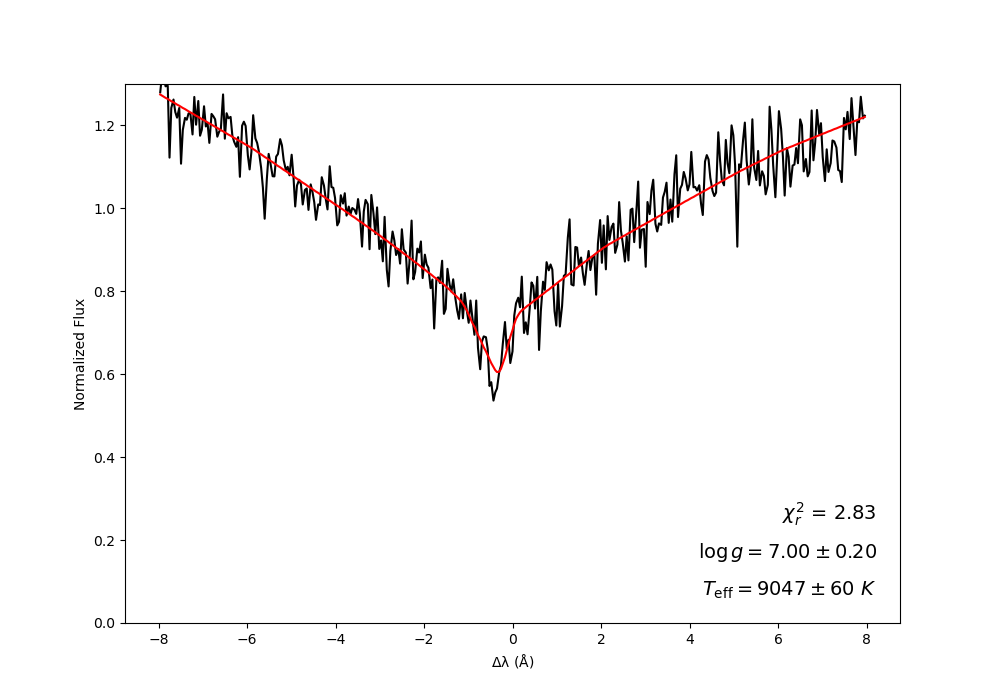 1.2
1.0
0.8
0.6
0.4
0.2
0.0
Normalized Flux
χ²ᵣ = 2.83
log g = 7.00 ± 0.20
T_eff = 9047 ± 60 K
−8 −6 −4 −2 0 2 4 6 8
Δλ (Å)